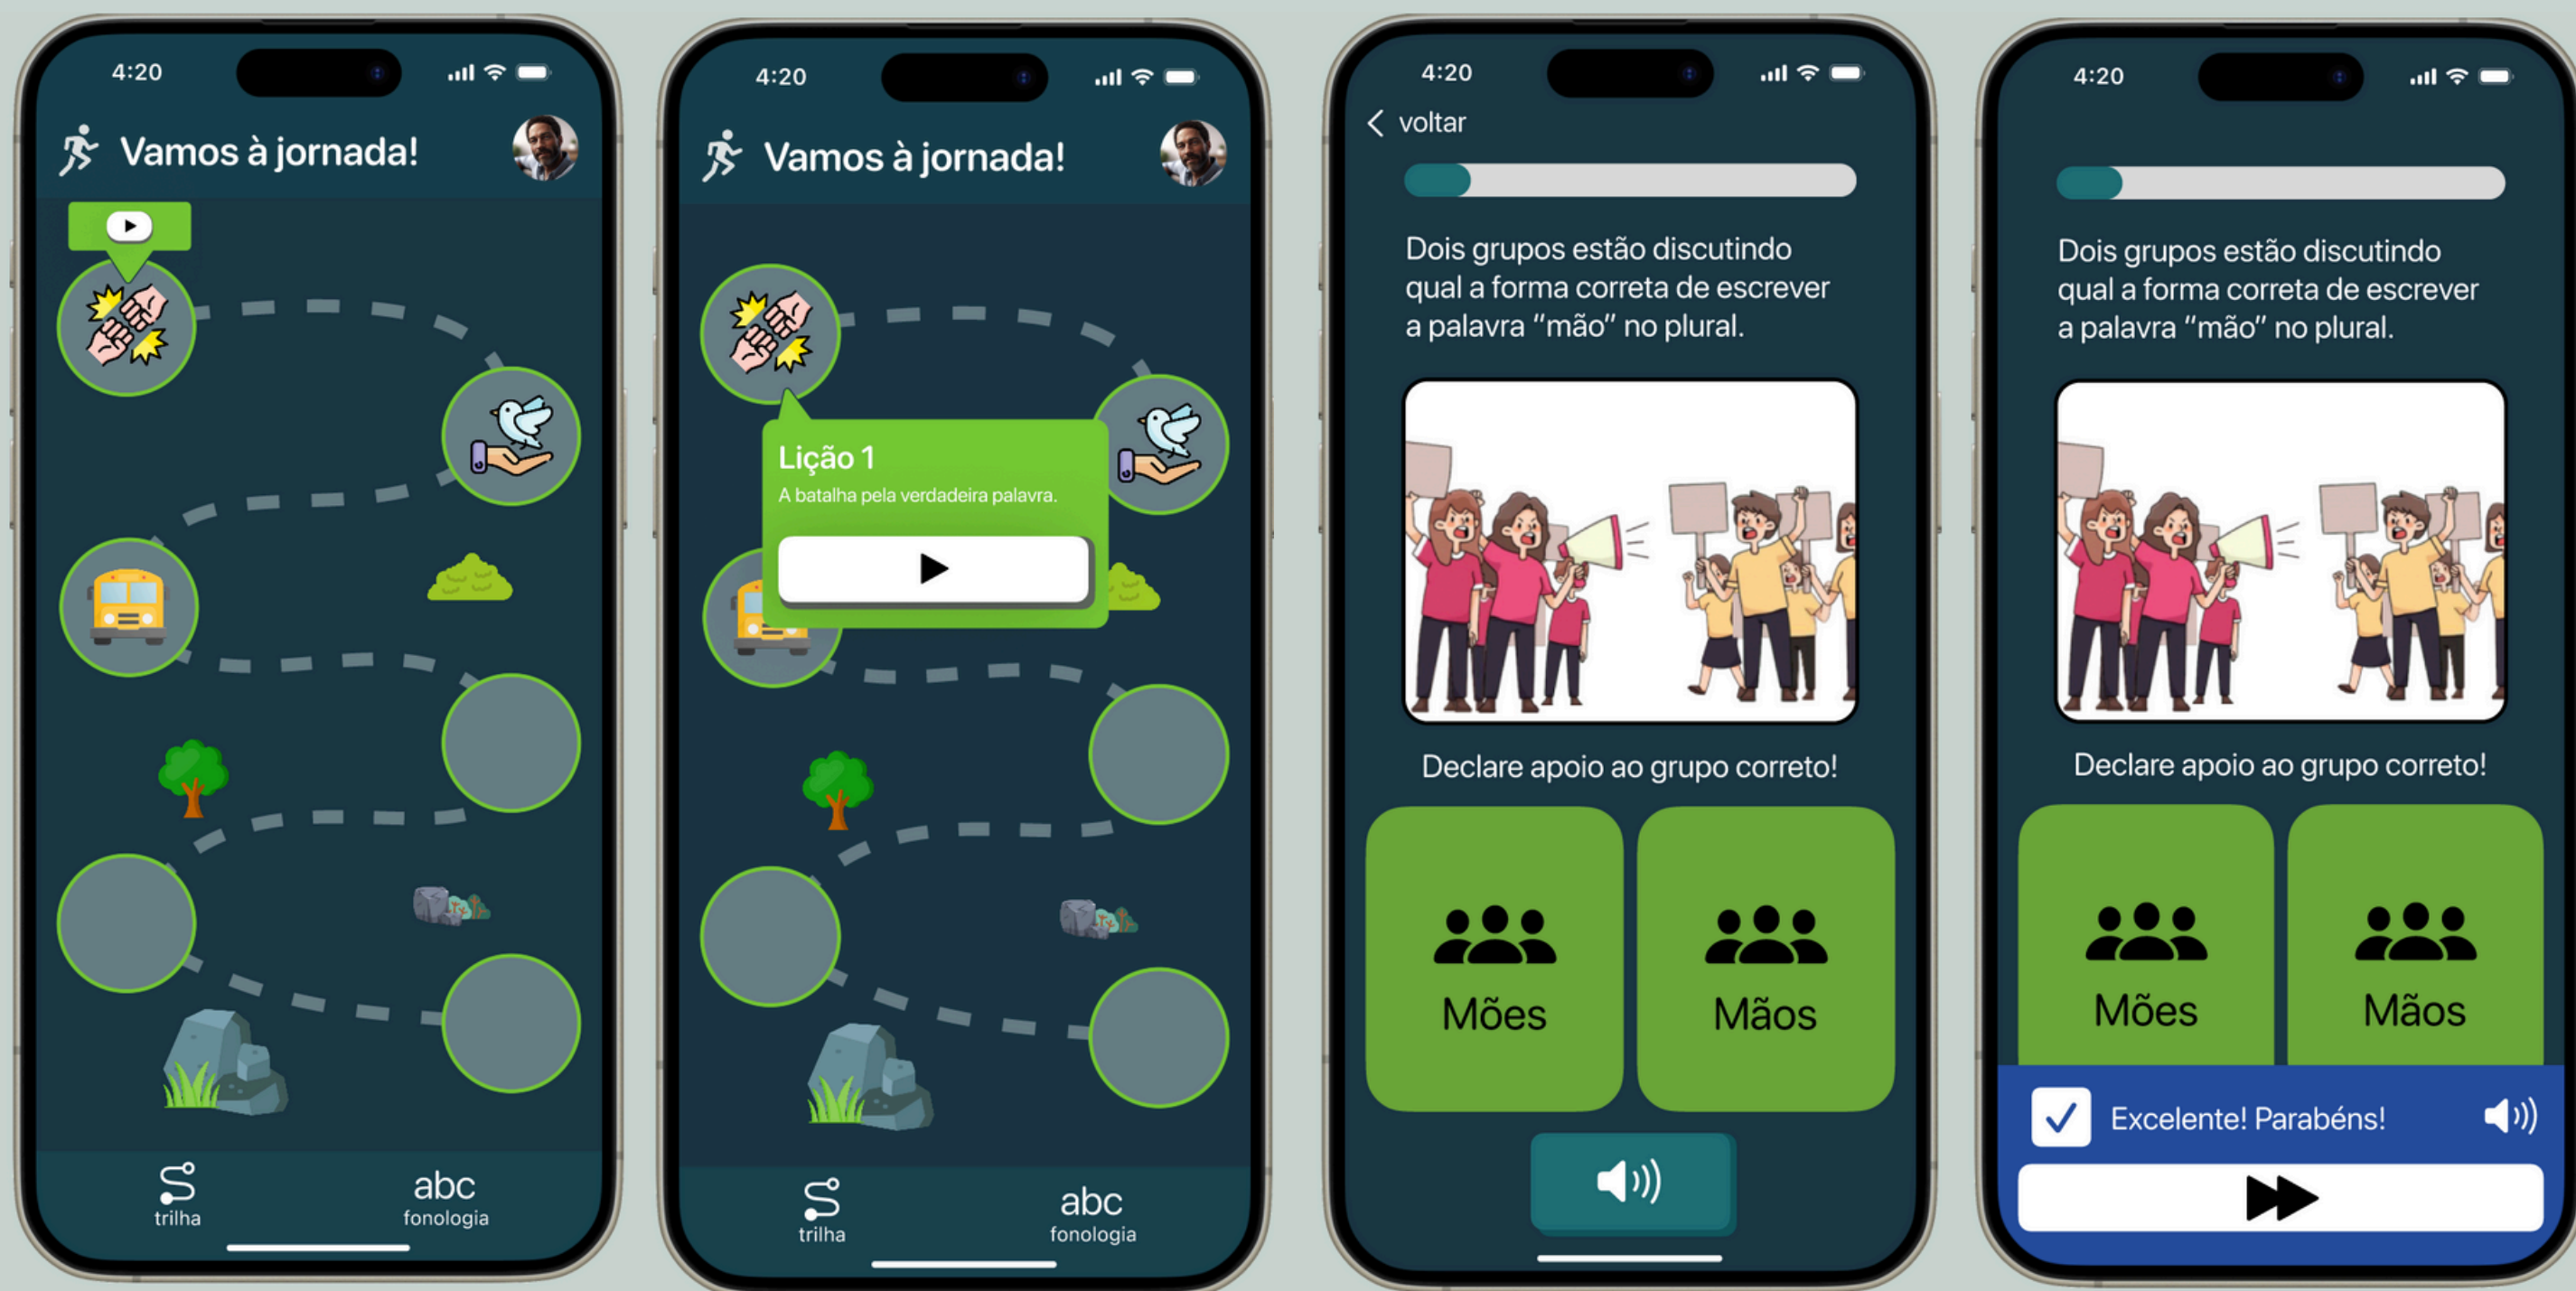 4:20
Vamos à jornada!
trilha
abc
fonologia
4:20
Vamos à jornada!
Lição 1
A batalha pela verdadeira palavra.
trilha
abc
fonologia
4:20
voltar
Dois grupos estão discutindo
qual a forma correta de escrever
a palavra “mão” no plural.
Declare apoio ao grupo correto!
Mões
Mãos
4:20
Dois grupos estão discutindo
qual a forma correta de escrever
a palavra “mão” no plural.
Declare apoio ao grupo correto!
Mões
Mãos
Excelente! Parabéns!